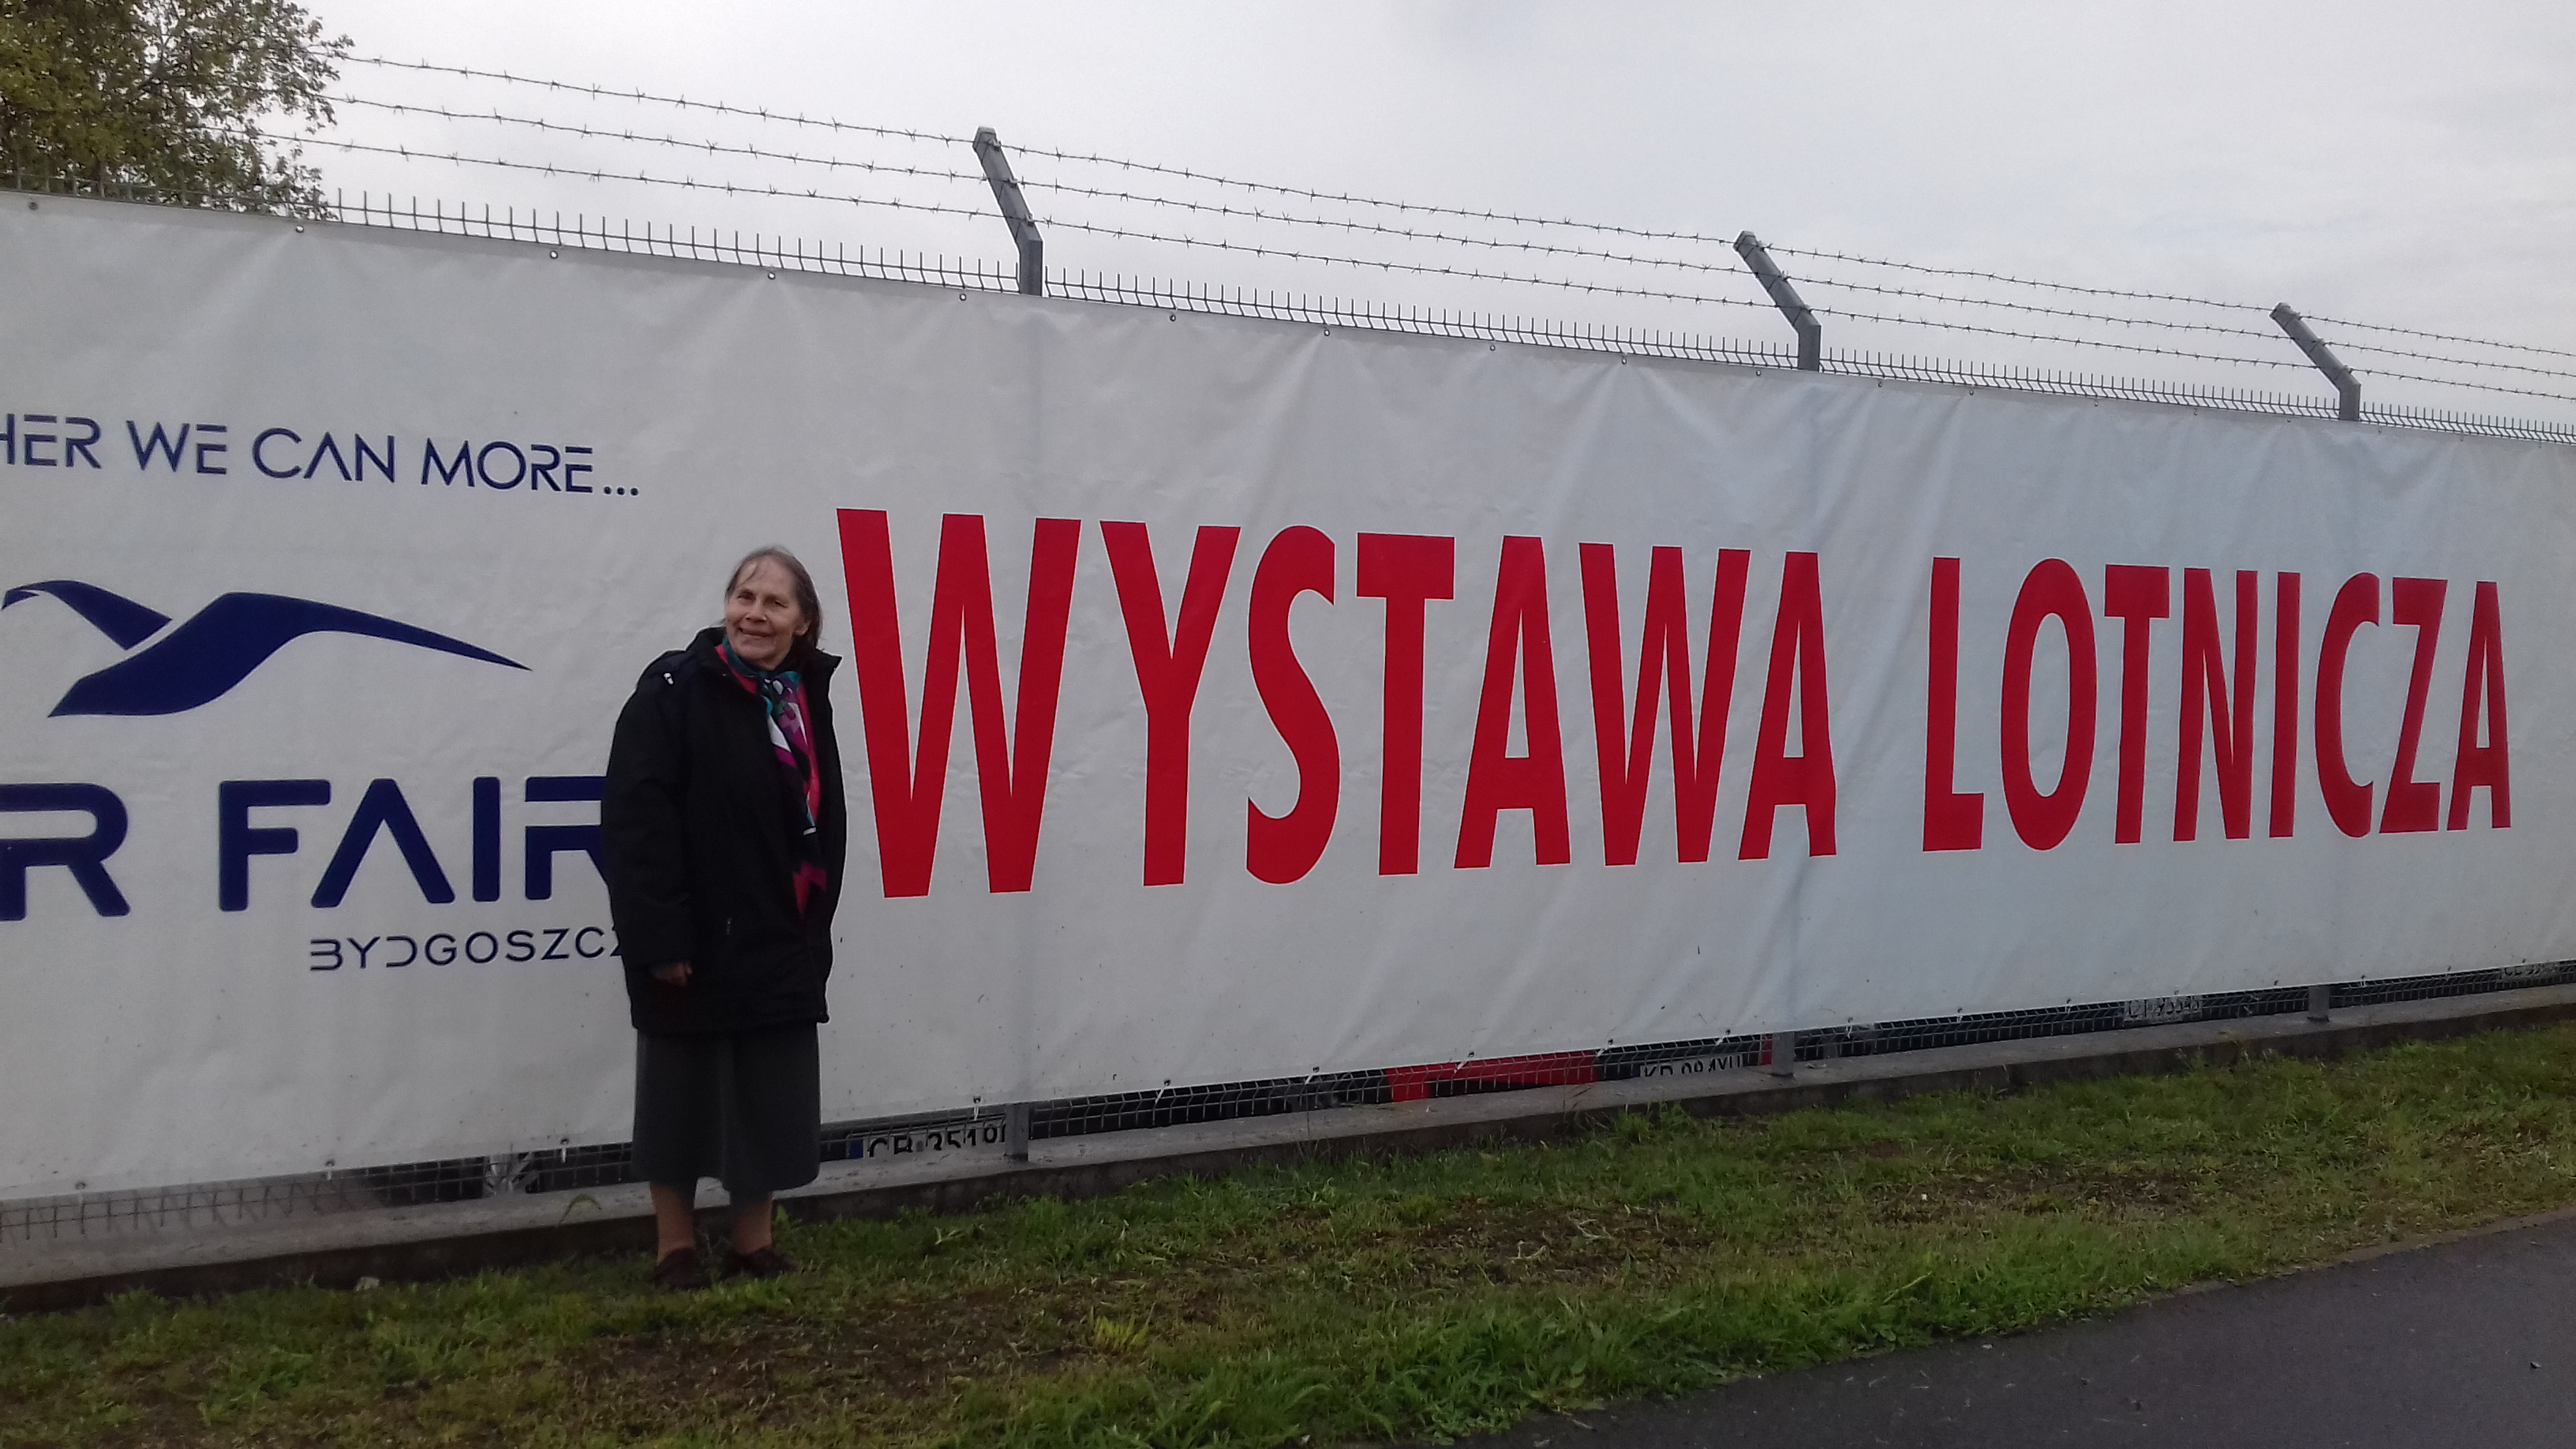 HER WE CAN MORE...
R FAIR
BYDGOSZCZ
WYSTAWA LOTNICZA